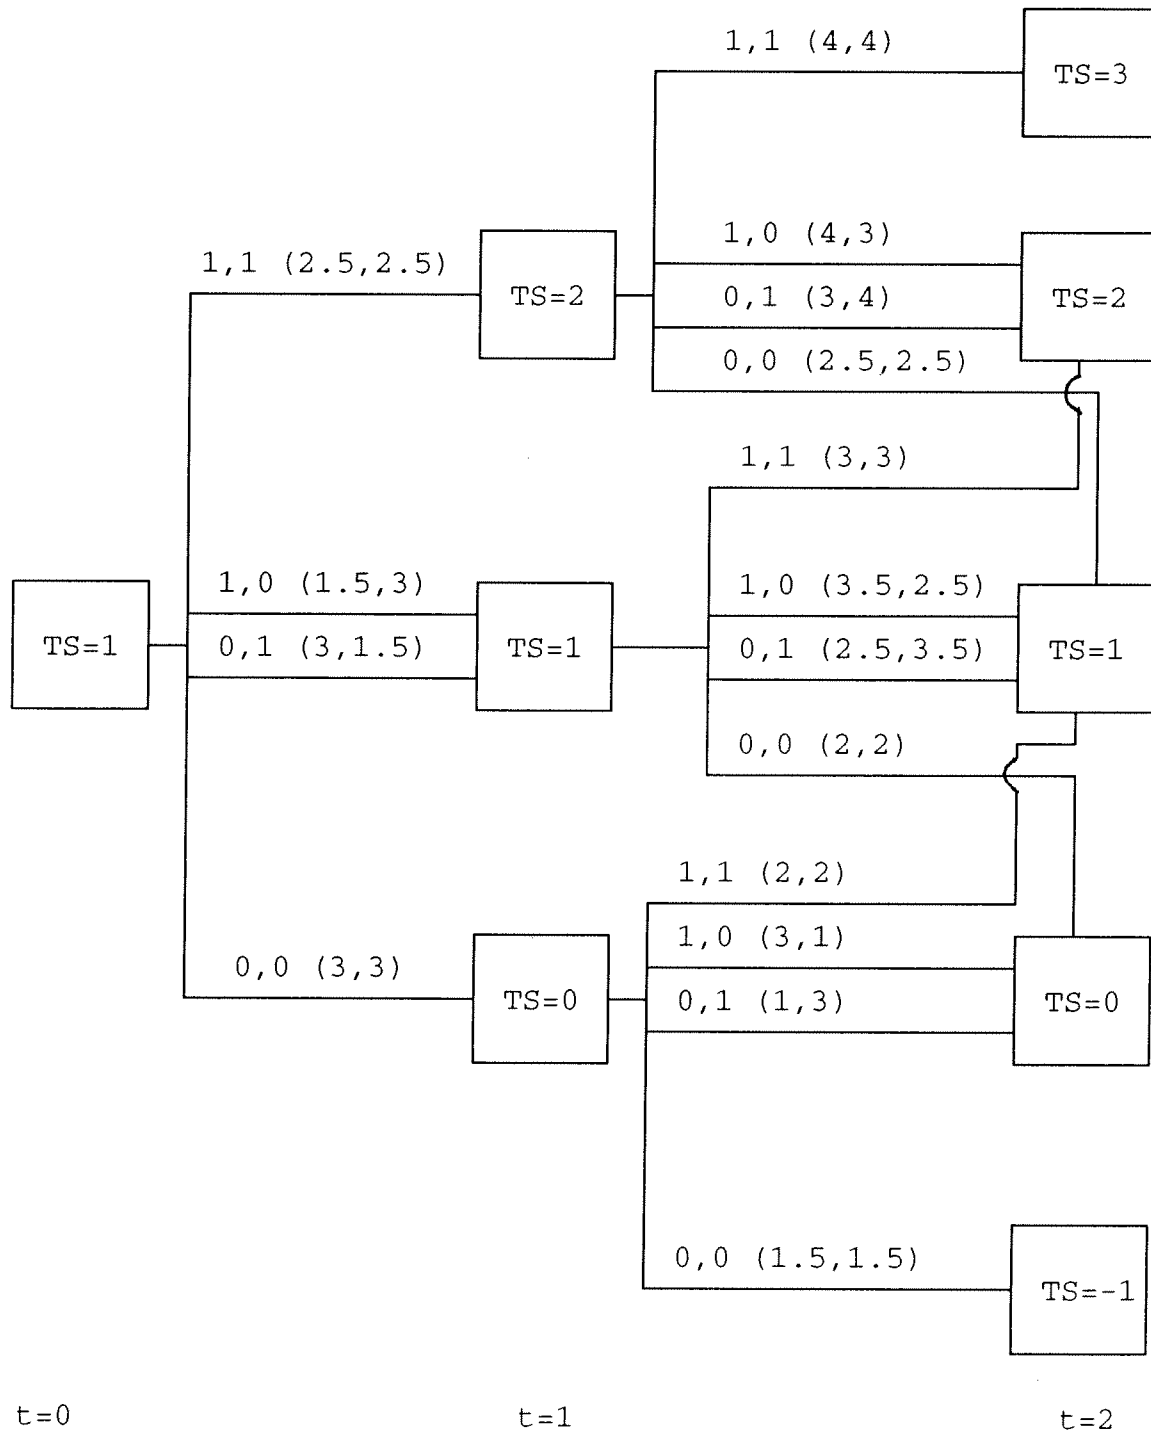 1,1 (4,4)
TS=3
1,0 (4,3)
1,1 (2.5,2.5)
TS=2
0,1 (3,4)
TS=2
0,0 (2.5,2.5)
1,1 (3,3)
1,0 (1.5,3)
1,0 (3.5,2.5)
TS=1
0,1 (3,1.5)
TS=1
0,1 (2.5,3.5)
TS=1
0,0 (2,2)
1,1 (2,2)
1,0 (3,1)
0,0 (3,3)
TS=0
0,1 (1,3)
TS=0
0,0 (1.5,1.5)
TS=-1
t=0
t=1
t=2